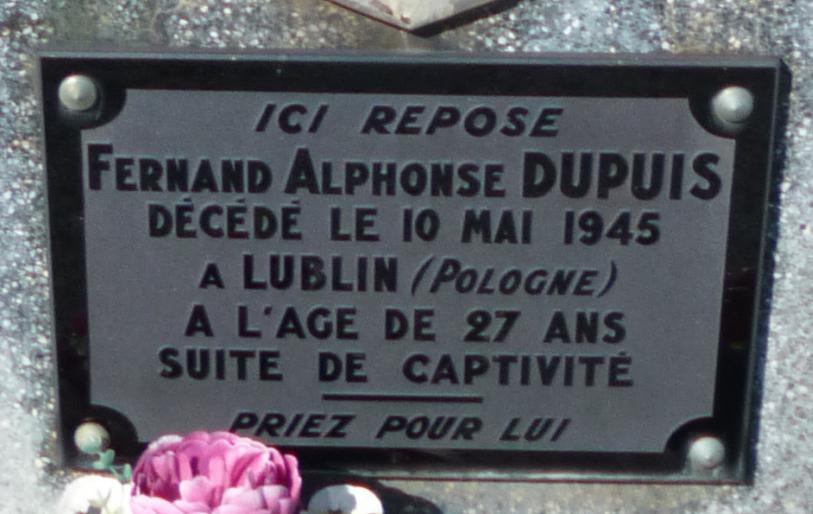 ICI REPOSE
FERNAND ALPHONSE DUPUIS
DÉCÉDÉ LE 10 MAI 1945
A LUBLIN (POLOGNE)
A L'AGE DE 27 ANS
SUITE DE CAPTIVITÉ
PRIEZ POUR LUI